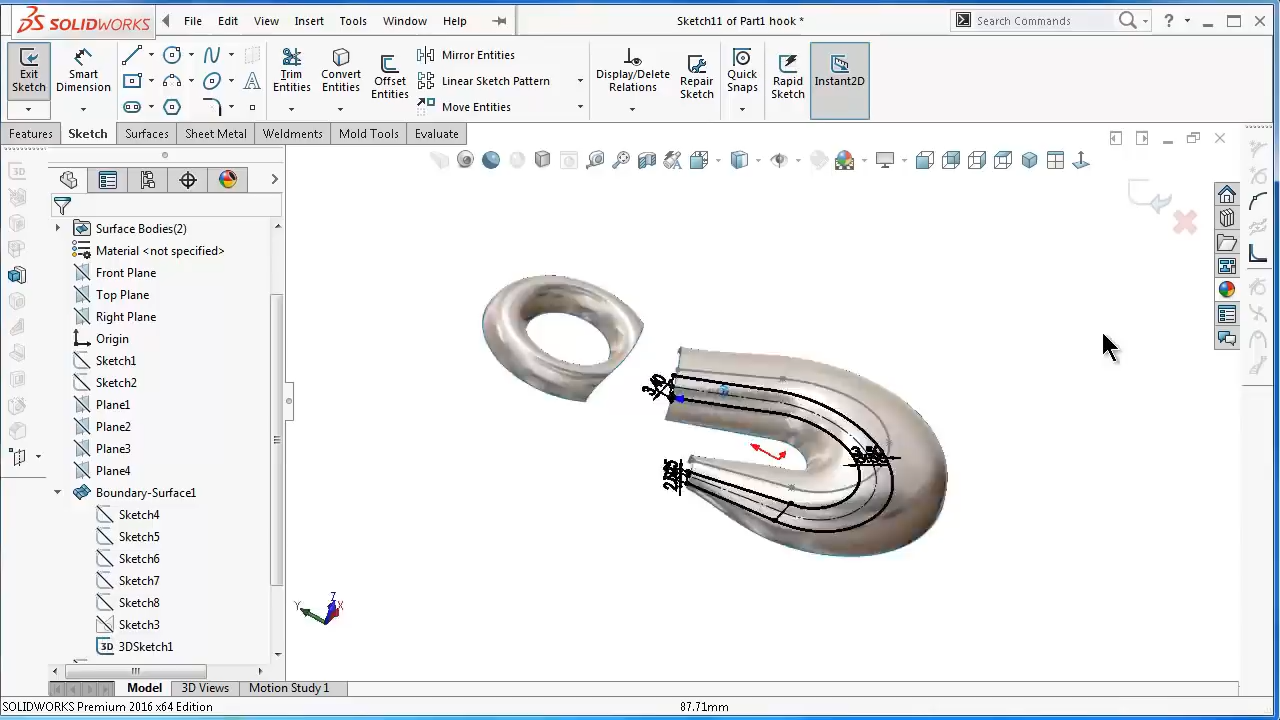 SOLIDWORKS
File
Edit
View
Insert
Tools
Window
Help
Sketch11 of Part1 hook *
Search Commands
?
Exit
Sketch
Smart
Dimension
Trim
Entities
Convert
Entities
Offset
Entities
Mirror Entities
Linear Sketch Pattern
Move Entities
Display/Delete
Relations
Repair
Sketch
Quick
Snaps
Rapid
Sketch
Instant2D
Features
Sketch
Surfaces
Sheet Metal
Weldments
Mold Tools
Evaluate
Surface Bodies(2)
Material <not specified>
Front Plane
Top Plane
Right Plane
Origin
Sketch1
Sketch2
Plane1
Plane2
Plane3
Plane4
Boundary-Surface1
Sketch4
Sketch5
Sketch6
Sketch7
Sketch8
Sketch3
3D 3DSketch1
Y
Z
X
Model
3D Views
Motion Study 1
SOLIDWORKS Premium 2016 x64 Edition
87.71mm